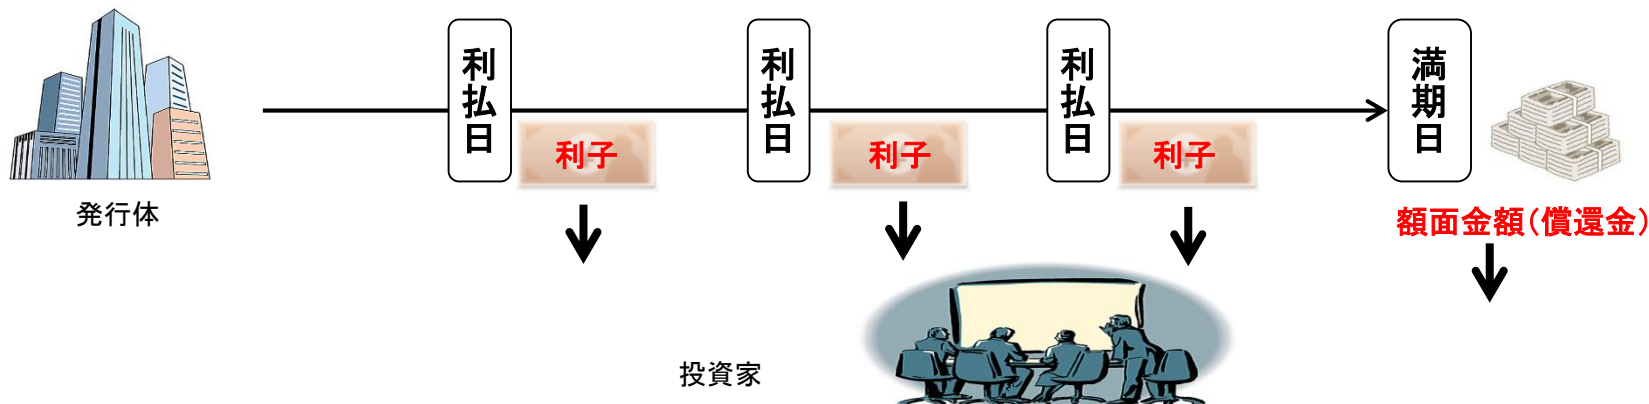 利払日
利払日
利払日
満期日
利子
利子
利子
発行体
額面金額(償還金)
投資家